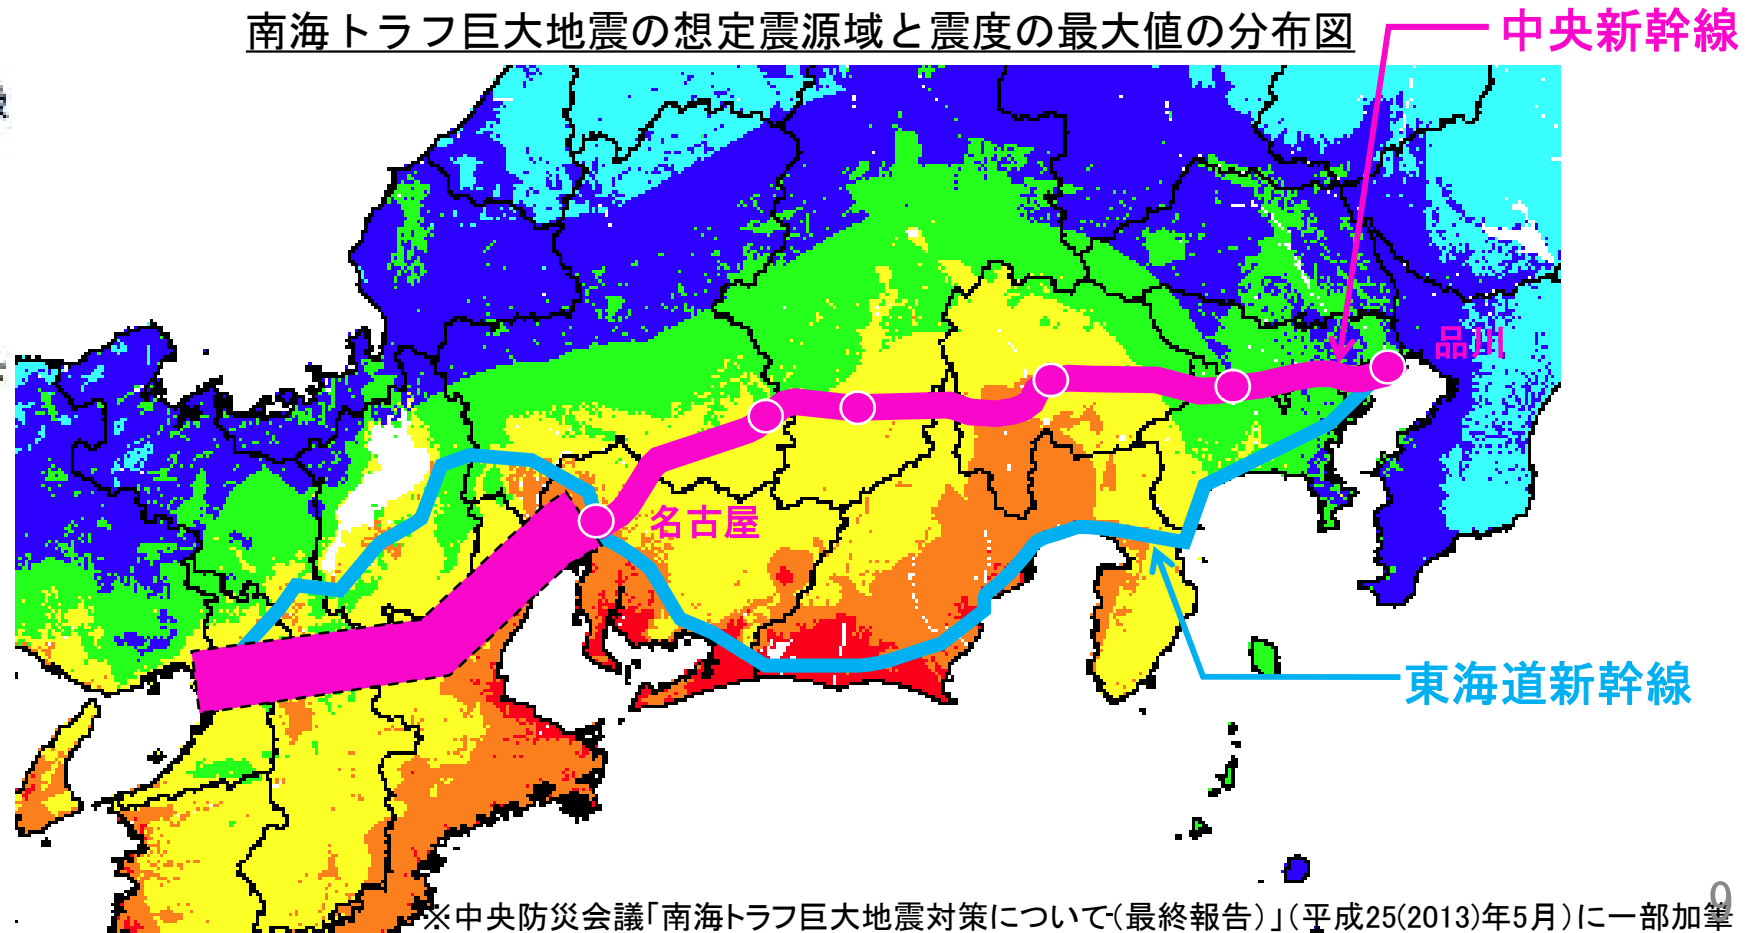 南海トラフ巨大地震の想定震源域と震度の最大値の分布図
中央新幹線
品川
名古屋
東海道新幹線
※中央防災会議「南海トラフ巨大地震対策について(最終報告)」(平成25(2013)年5月)に一部加筆
9